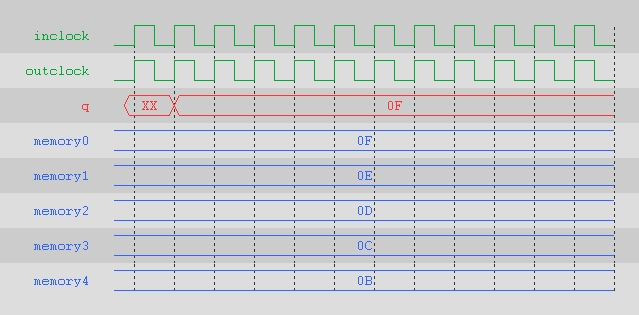 inclock
outclock
q XX 0F
memory0 0F
memory1 0E
memory2 0D
memory3 0C
memory4 0B